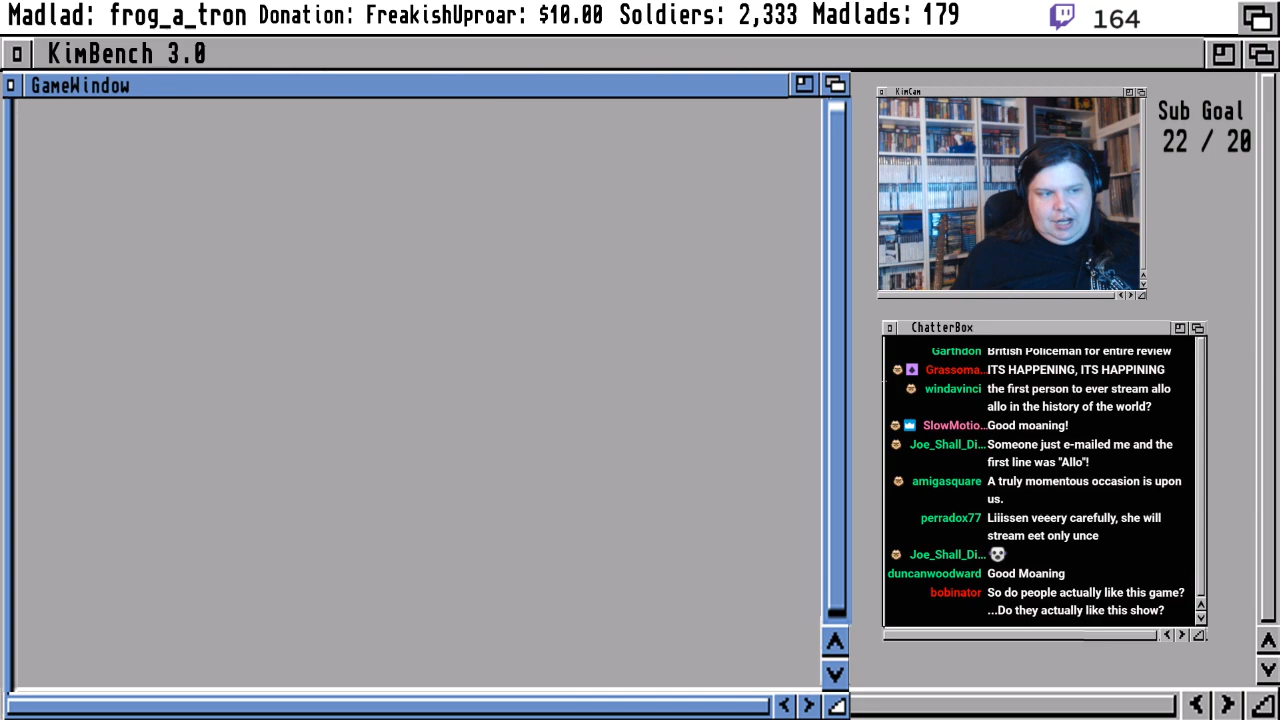 Madlad: frog_a_tron Donation: FreakishUproar: $10.00 Soldiers: 2,333 Madlads: 179 164
KimBench 3.0
GameWindow
KimCam
Sub Goal
22 / 20
ChatterBox
Garthdon British Policeman for entire review
Grassoma... ITS HAPPENING, ITS HAPPINING
windavinci the first person to ever stream allo
allo in the history of the world?
SlowMotio... Good moaning!
Joe_Shall_Di... Someone just e-mailed me and the
first line was "Allo"!
amigasquare A truly momentous occasion is upon
us.
perradox77 Liiissen veeery carefully, she will
stream eet only unce
Joe_Shall_Di...
duncanwoodward Good Moaning
bobinator So do people actually like this game?
...Do they actually like this show?